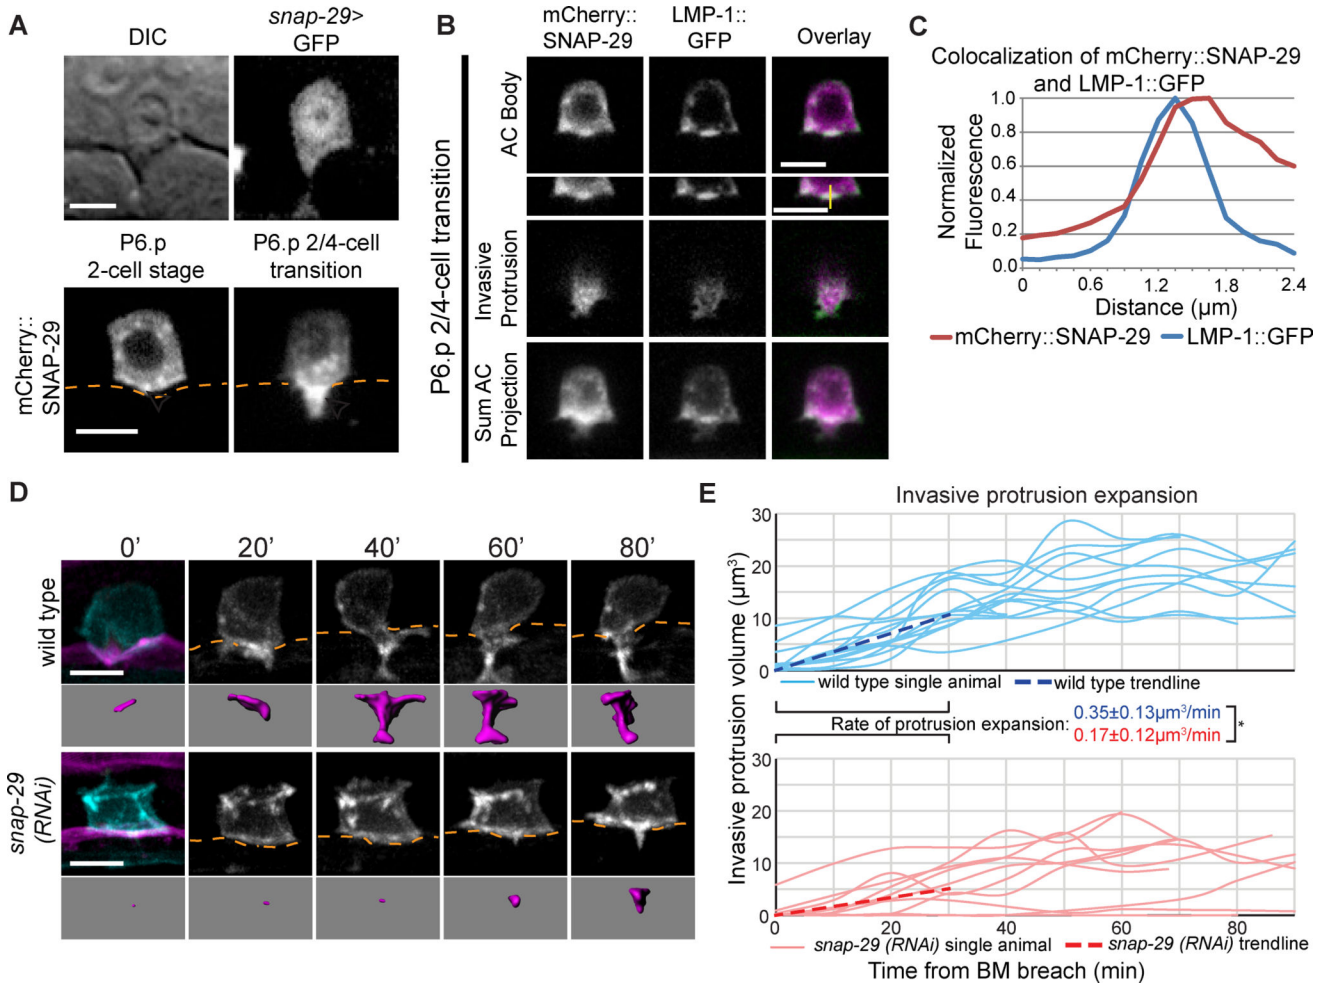 A
DIC
snap-29>
GFP
P6.p
2-cell stage
P6.p 2/4-cell
transition
mCherry::
SNAP-29
B
mCherry::
SNAP-29
LMP-1::
GFP
Overlay
P6.p 2/4-cell transition
AC Body
Invasive
Protrusion
Sum AC
Projection
C
Colocalization of mCherry::SNAP-29
and LMP-1::GFP
Normalized
Fluorescence
1.0
0.8
0.6
0.4
0.2
0.0
0 0.6 1.2 1.8 2.4
Distance (µm)
mCherry::SNAP-29 LMP-1::GFP
D
0’ 20’ 40’ 60’ 80’
wild type
snap-29
(RNAi)
E
Invasive protrusion expansion
Invasive protrusion volume (µm³)
30
20
10
0
wild type single animal wild type trendline
Rate of protrusion expansion: 0.35±0.13µm³/min
0.17±0.12µm³/min
*
30
20
10
0
0 20 40 60 80
snap-29 (RNAi) single animal snap-29 (RNAi) trendline
Time from BM breach (min)